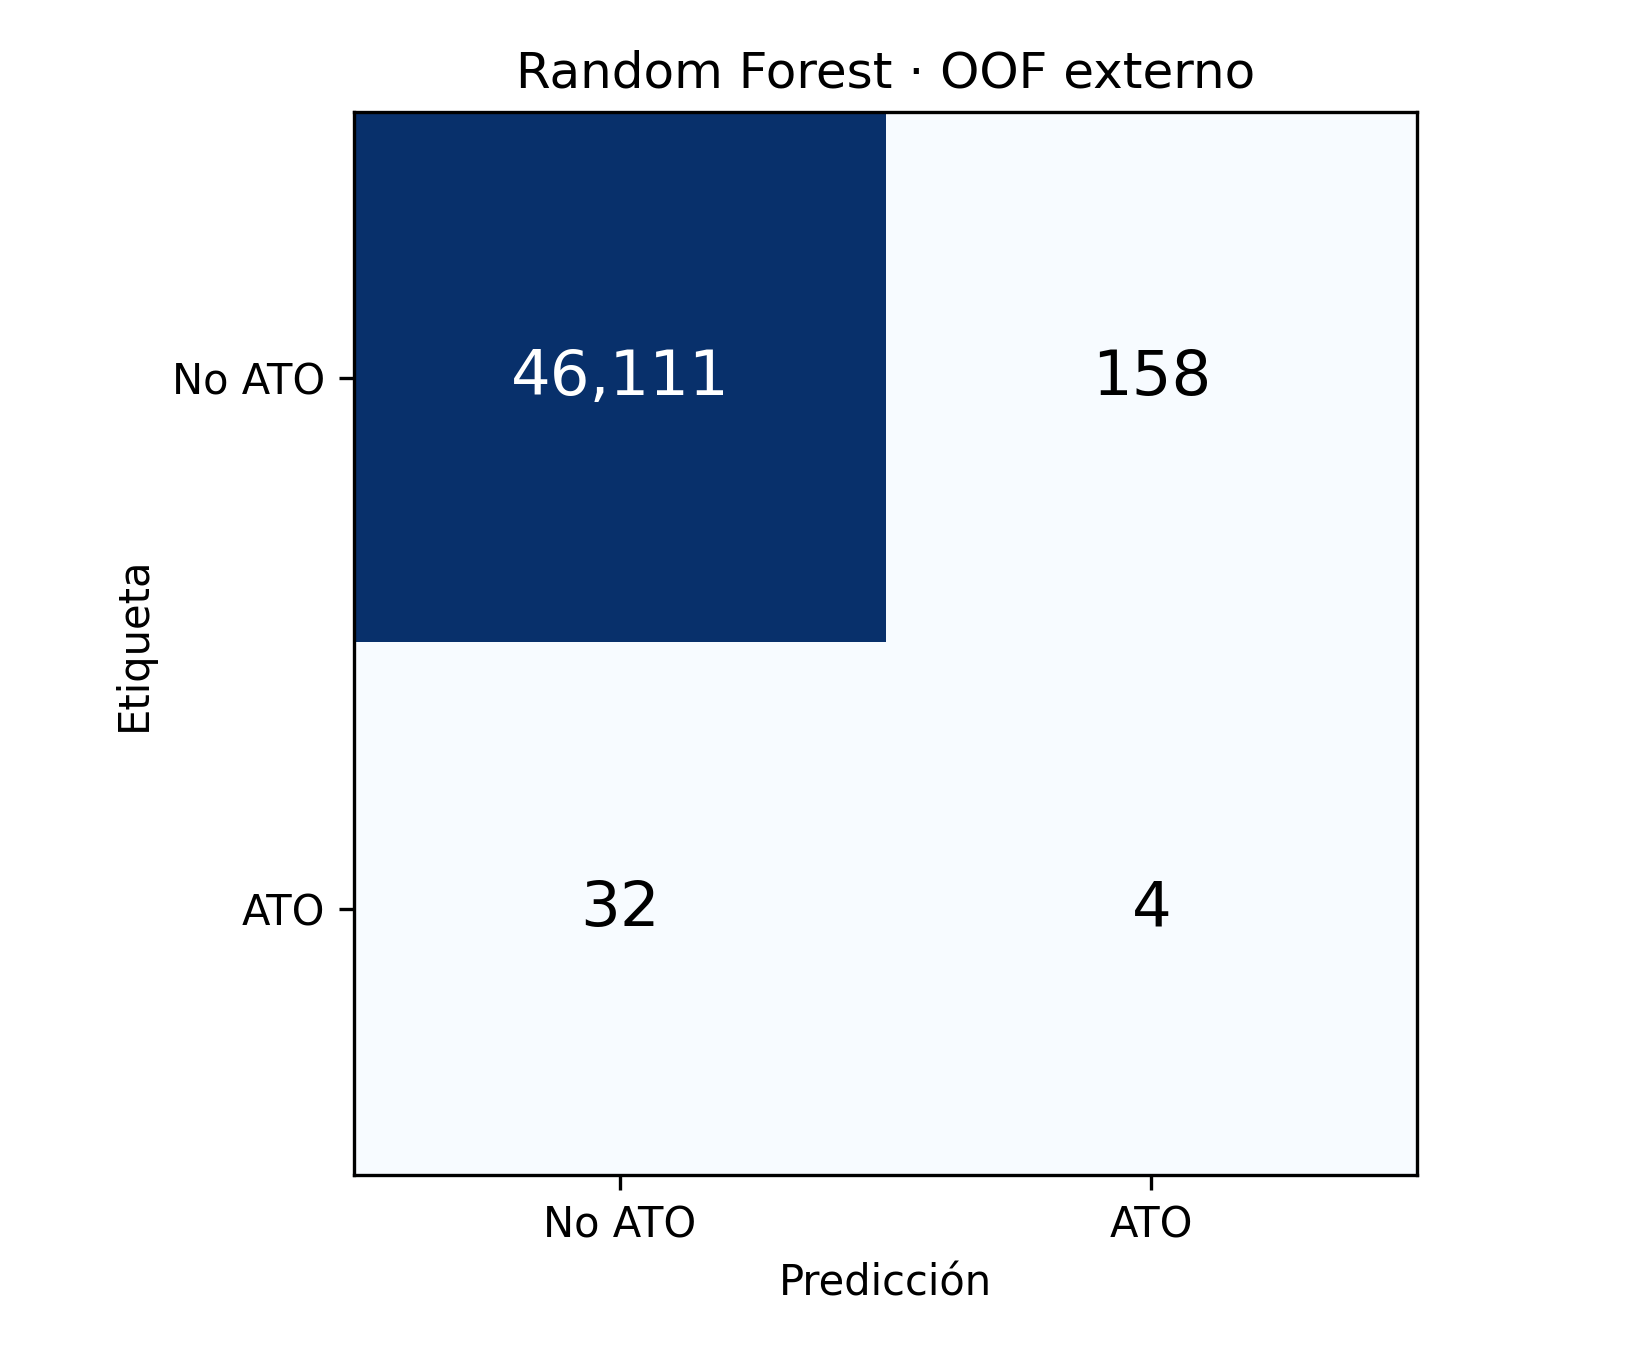 Random Forest · OOF externo
No ATO
46,111
158
Etiqueta
ATO
32
4
No ATO
ATO
Predicción